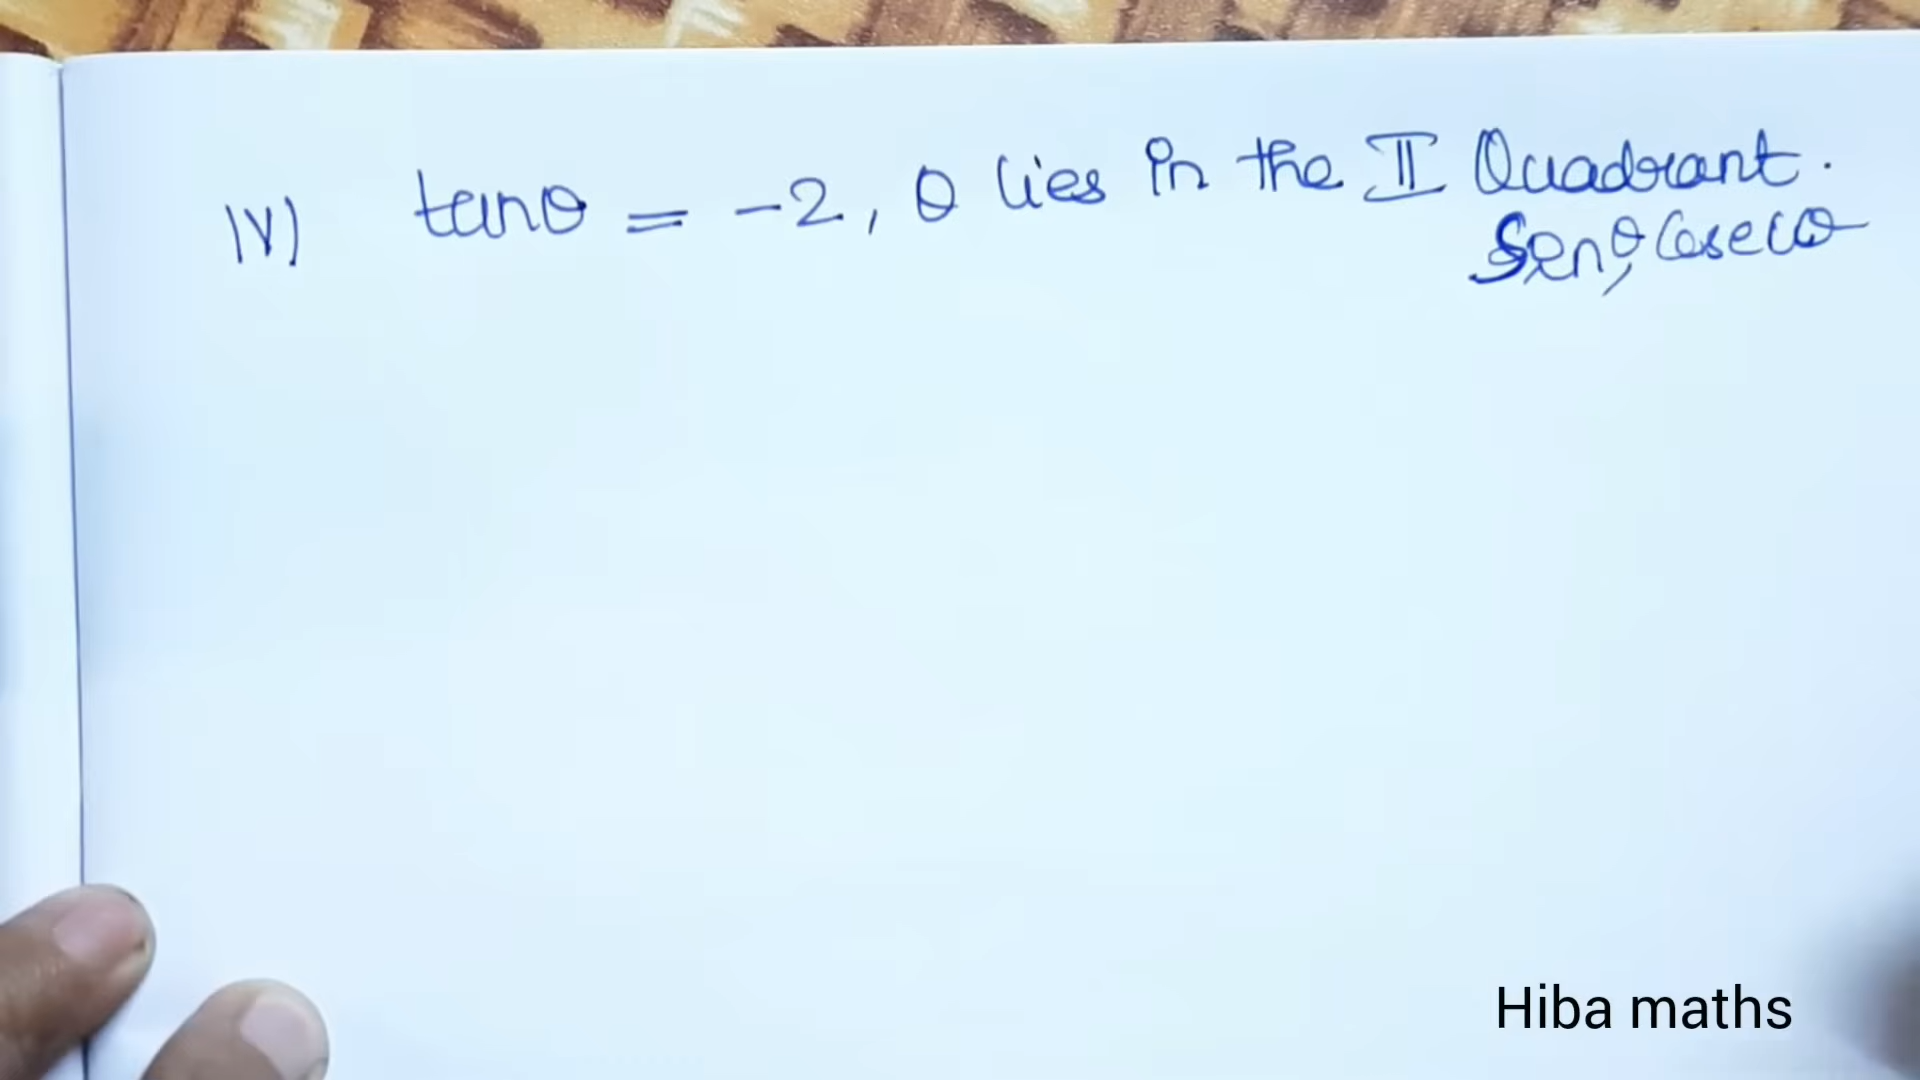 IV) tanθ = -2, θ lies in the II Quadrant.
Sinθ, Cosecθ
Hiba maths